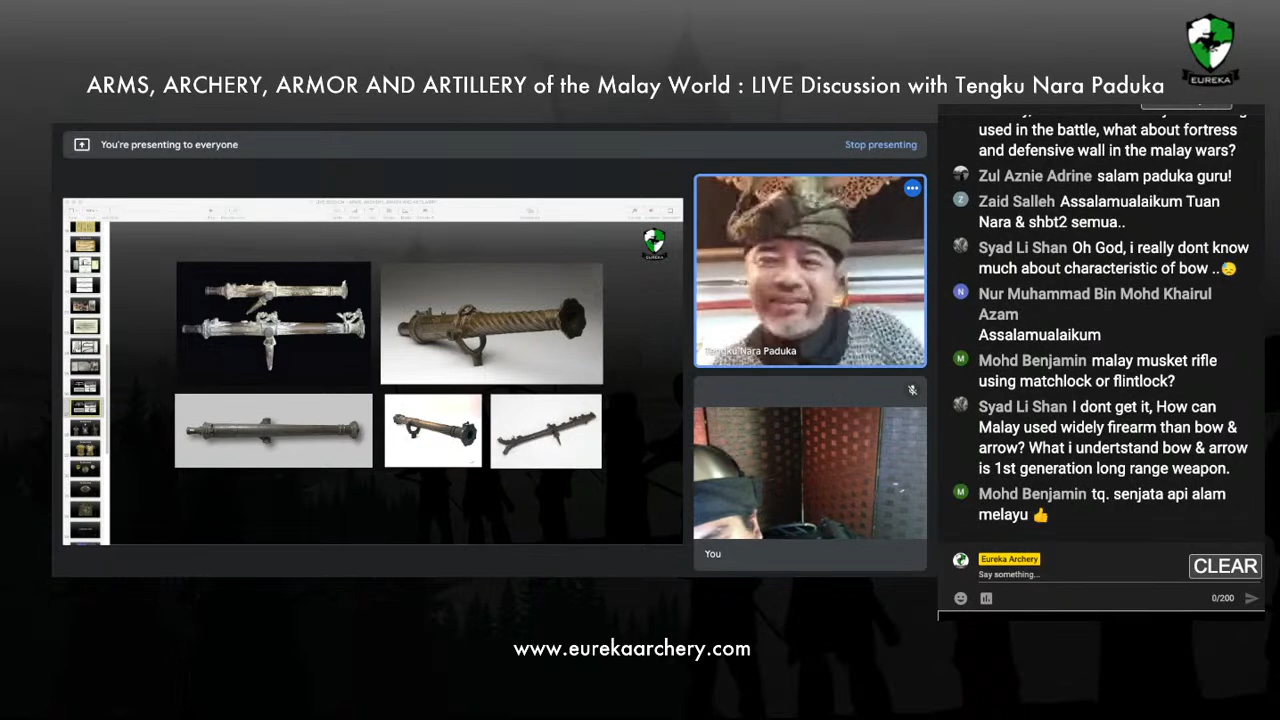 EUREKA
ARMS, ARCHERY, ARMOR AND ARTILLERY of the Malay World : LIVE Discussion with Tengku Nara Paduka
You're presenting to everyone
Stop presenting
Tengku Nara Paduka
You
used in the battle, what about fortress
and defensive wall in the malay wars?
Zul Aznie Adrine salam paduka guru!
Z
Zaid Salleh Assalamualaikum Tuan
Nara & shbt2 semua..
Syad Li Shan Oh God, i really dont know
much about characteristic of bow ..😥
N
Nur Muhammad Bin Mohd Khairul
Azam
Assalamualaikum
M
Mohd Benjamin malay musket rifle
using matchlock or flintlock?
Syad Li Shan I dont get it, How can
Malay used widely firearm than bow &
arrow? What i undertstand bow & arrow
is 1st generation long range weapon.
M
Mohd Benjamin tq. senjata api alam
melayu 👍
Eureka Archery
Say something...
CLEAR
0/200
www.eurekaarchery.com